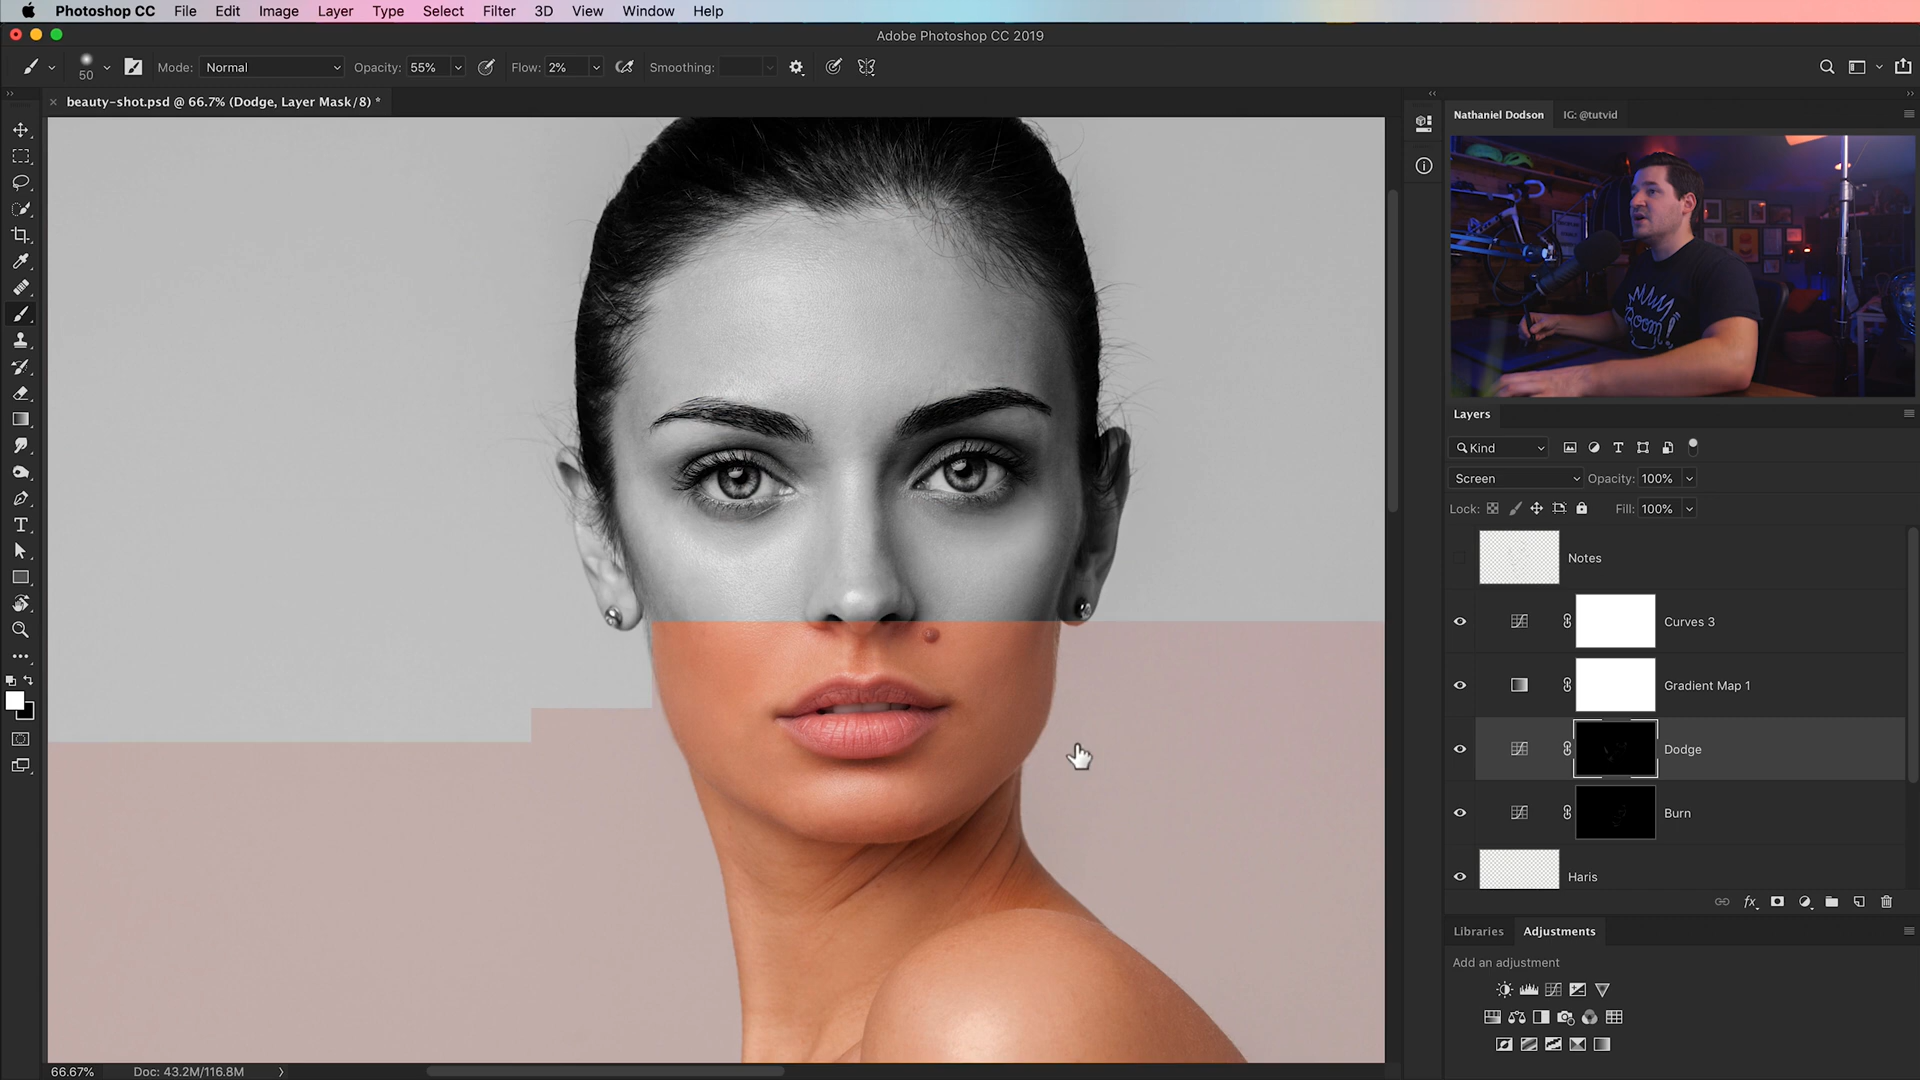 Photoshop CC File Edit Image Layer Type Select Filter 3D View Window Help
Adobe Photoshop CC 2019
50 Mode: Normal Opacity: 55% Flow: 2% Smoothing:
beauty-shot.psd @ 66.7% (Dodge, Layer Mask/8) *
Nathaniel Dodson IG: @tutvid
Boom!
Layers
Kind
Screen Opacity: 100%
Lock: Fill: 100%
Notes
Curves 3
Gradient Map 1
Dodge
Burn
Haris
fx
Libraries Adjustments
Add an adjustment
66.67% Doc: 43.2M/116.8M